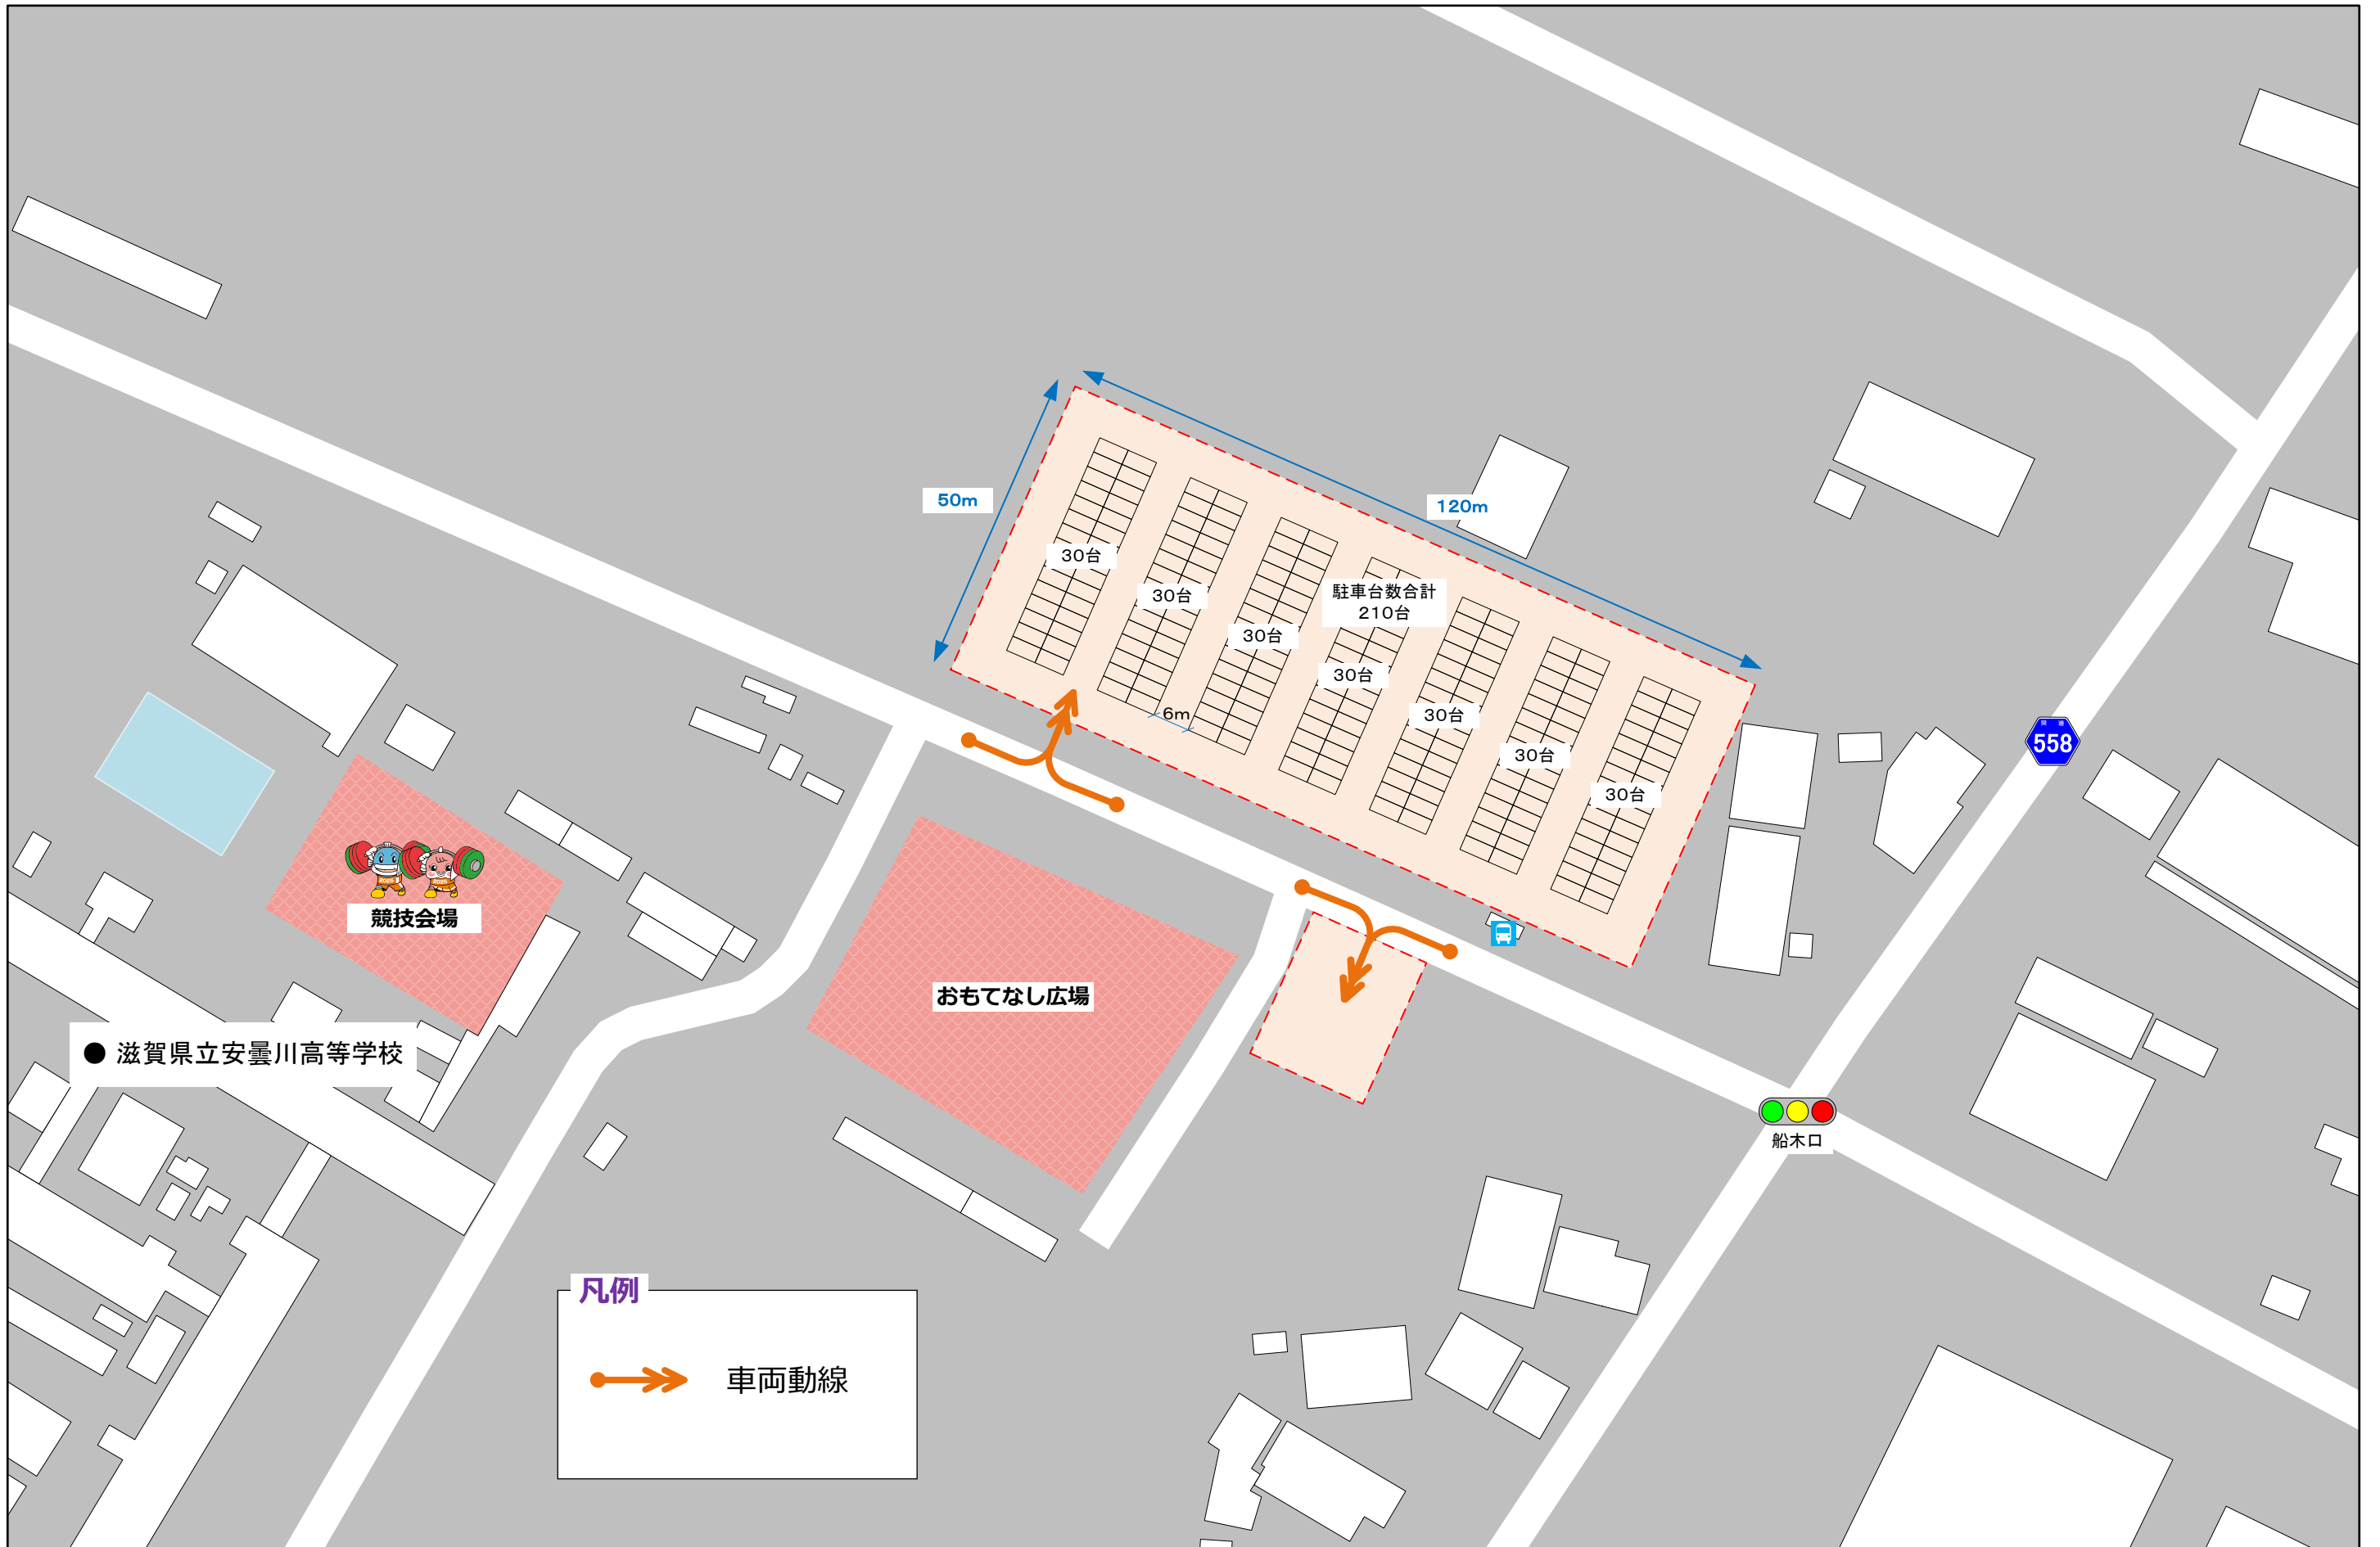 50m
120m
30台
30台
30台
駐車台数合計
210台
30台
30台
30台
30台
6m
558
競技会場
おもてなし広場
● 滋賀県立安曇川高等学校
船木口
凡例
車両動線